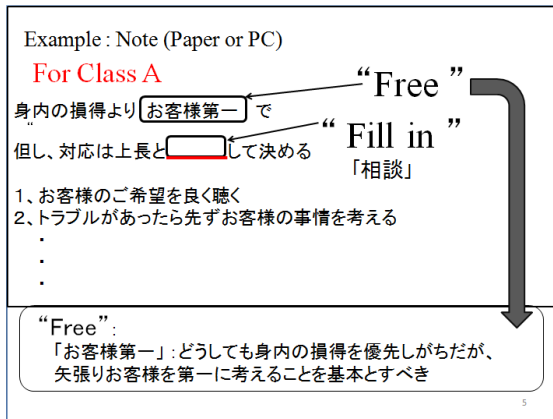 Example : Note (Paper or PC)
For Class A
“Free ”
身内の損得より お客様第一 で
“
“ Fill in ”
但し、対応は上長と して決める
「相談」
１、お客様のご希望を良く聴く
２、トラブルがあったら先ずお客様の事情を考える
・
・
・
“Free”：
「お客様第一」：どうしても身内の損得を優先しがちだが、
矢張りお客様を第一に考えることを基本とすべき
5